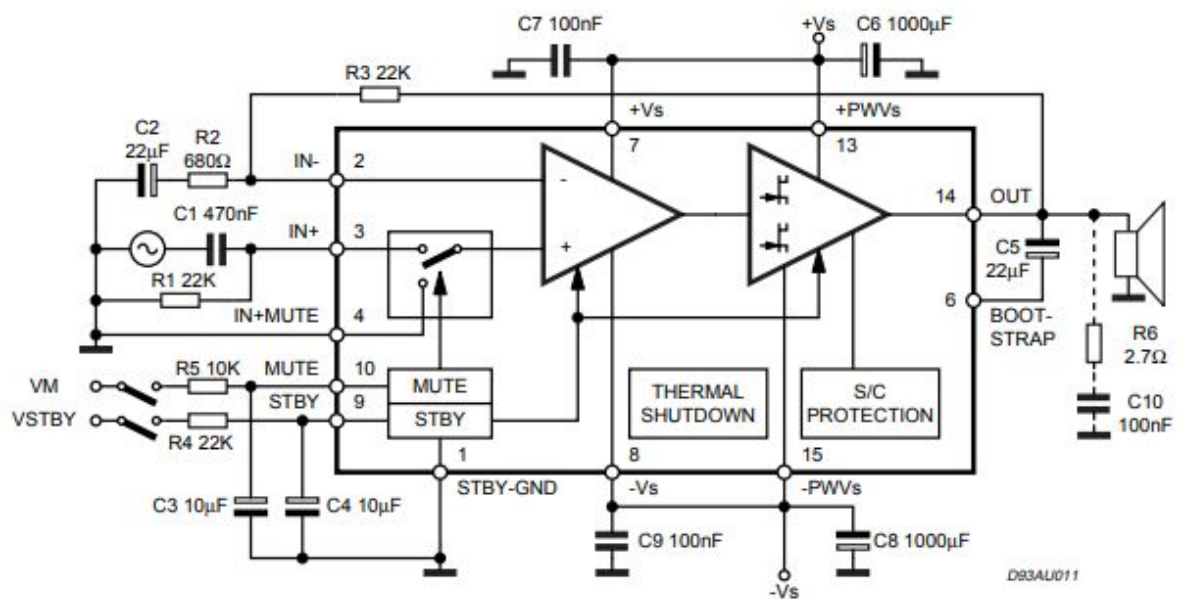 C7 100nF
+Vs
C6 1000µF
R3 22K
+Vs
+PWVs
C2
22µF
R2
680Ω
IN-
2
7
13
-
14
OUT
C1 470nF
IN+
3
+
C5
22µF
R1 22K
IN+MUTE
4
6
BOOT-
STRAP
R6
2.7Ω
VM
R5 10K
MUTE
10
MUTE
THERMAL
SHUTDOWN
S/C
PROTECTION
VSTBY
R4 22K
STBY
9
STBY
C10
100nF
1
8
15
STBY-GND
-Vs
-PWVs
C3 10µF
C4 10µF
C9 100nF
C8 1000µF
-Vs
D93AU011